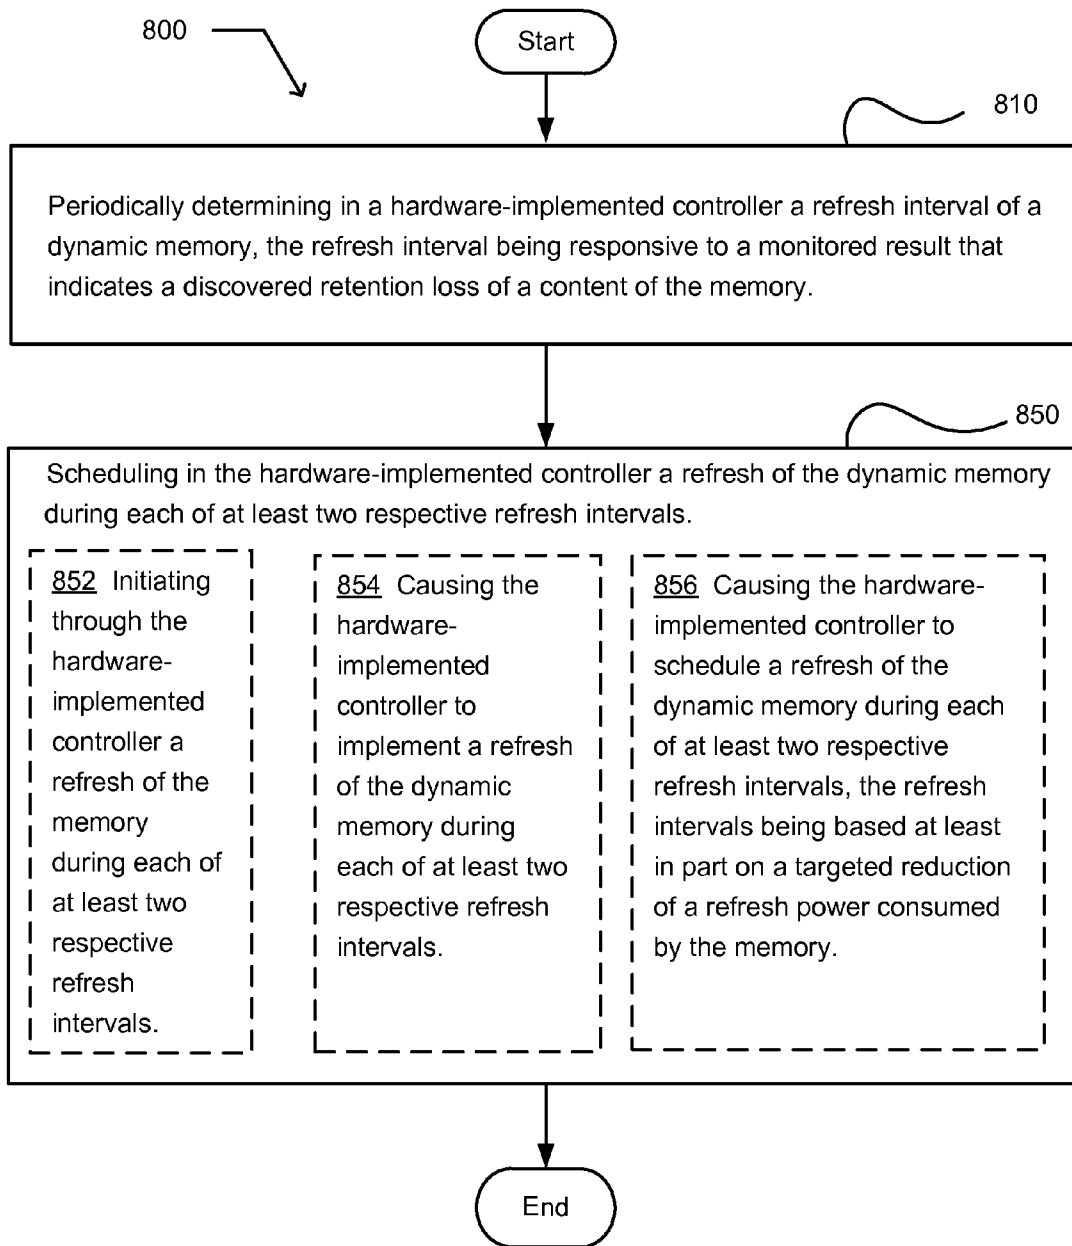 800
Start
810
Periodically determining in a hardware-implemented controller a refresh interval of a
dynamic memory, the refresh interval being responsive to a monitored result that
indicates a discovered retention loss of a content of the memory.
850
Scheduling in the hardware-implemented controller a refresh of the dynamic memory
during each of at least two respective refresh intervals.
852 Initiating
through the
hardware-
implemented
controller a
refresh of the
memory
during each of
at least two
respective
refresh
intervals.
854 Causing the
hardware-
implemented
controller to
implement a refresh
of the dynamic
memory during
each of at least two
respective refresh
intervals.
856 Causing the hardware-
implemented controller to
schedule a refresh of the
dynamic memory during each
of at least two respective
refresh intervals, the refresh
intervals being based at least
in part on a targeted reduction
of a refresh power consumed
by the memory.
End